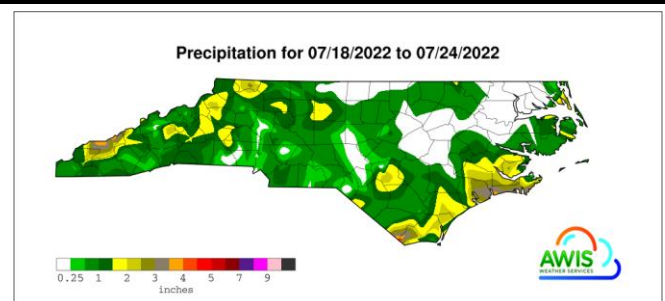 Precipitation for 07/18/2022 to 07/24/2022
0.25 1 2 3 4 5 7 9
inches
AWIS
WEATHER SERVICES